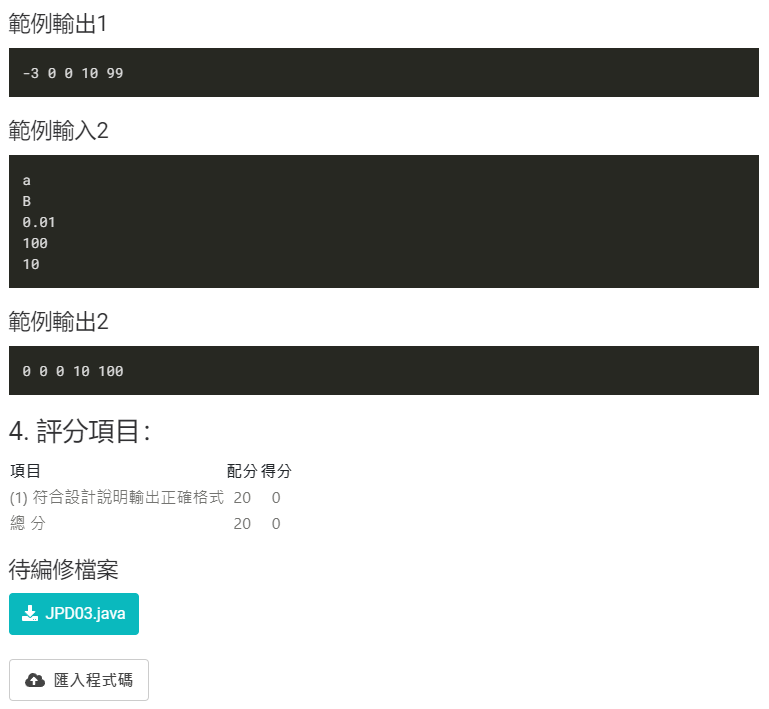 範例輸出1
-3 0 0 10 99
範例輸入2
a
B
0.01
100
10
範例輸出2
0 0 0 10 100
4. 評分項目：
項目 配分 得分
(1) 符合設計說明輸出正確格式 20 0
總 分 20 0
待編修檔案
JPD03.java
匯入程式碼